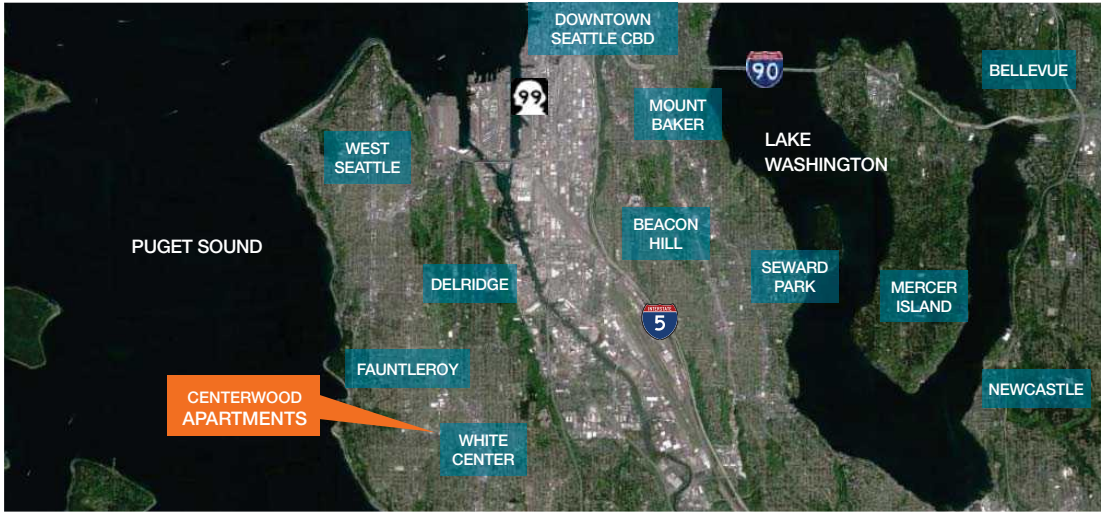 DOWNTOWN
SEATTLE CBD
90
BELLEVUE
99
MOUNT
BAKER
WEST
SEATTLE
LAKE
WASHINGTON
PUGET SOUND
BEACON
HILL
DELRIDGE
SEWARD
PARK
MERCER
ISLAND
INTERSTATE
5
FAUNTLEROY
CENTERWOOD
APARTMENTS
NEWCASTLE
WHITE
CENTER